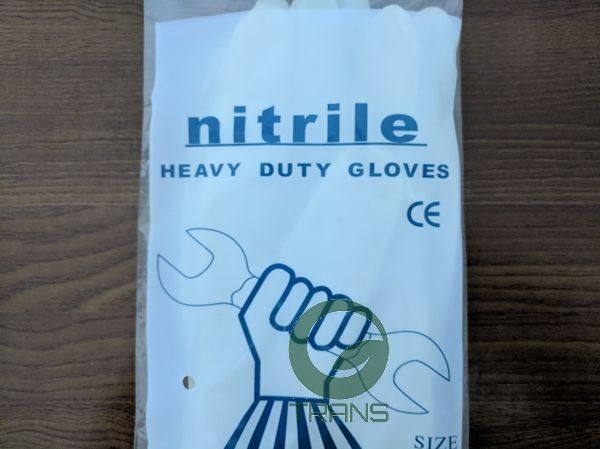 nitrile
HEAVY DUTY GLOVES
CE
TRANS
SIZE